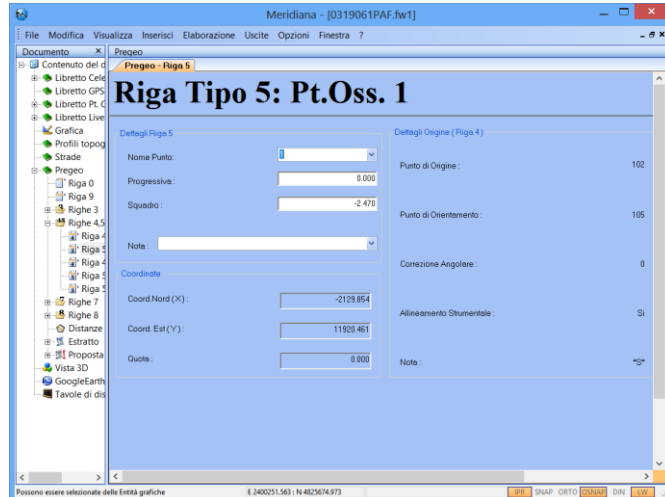 Meridiana - [0319061PAF.fw1]
File Modifica Visualizza Inserisci Elaborazione Uscite Opzioni Finestra ?
Documento
Contenuto del d
Libretto Cele
Libretto GPS
Libretto Pt. C
Libretto Live
Grafica
Profili topog
Strade
Pregeo
Riga 0
Riga 9
Righe 3
Righe 4,5
Riga 4
Riga 5
Riga 4
Riga 5
Riga 5
Righe 7
Righe 8
Distanze
Estratto
Proposta
Vista 3D
GoogleEarth
Tavole di dis
Pregeo
Pregeo - Riga 5
Riga Tipo 5: Pt.Oss. 1
Dettagli Riga 5
Nome Punto: 1
Progressiva: 0.000
Squadro: -2.470
Nota:
Coordinate
Coord.Nord (X) : -2129.854
Coord. Est (Y) : 11920.461
Quota: 0.000
Dettagli Origine ( Riga 4 )
Punto di Origine : 102
Punto di Orientamento : 105
Correzione Angolare : 0
Allineamento Strumentale : Si
Nota : "S"
Possono essere selezionate delle Entità grafiche
E 2400251.563 ; N 4825674.973
IPR SNAP ORTO OSNAP DIN LW